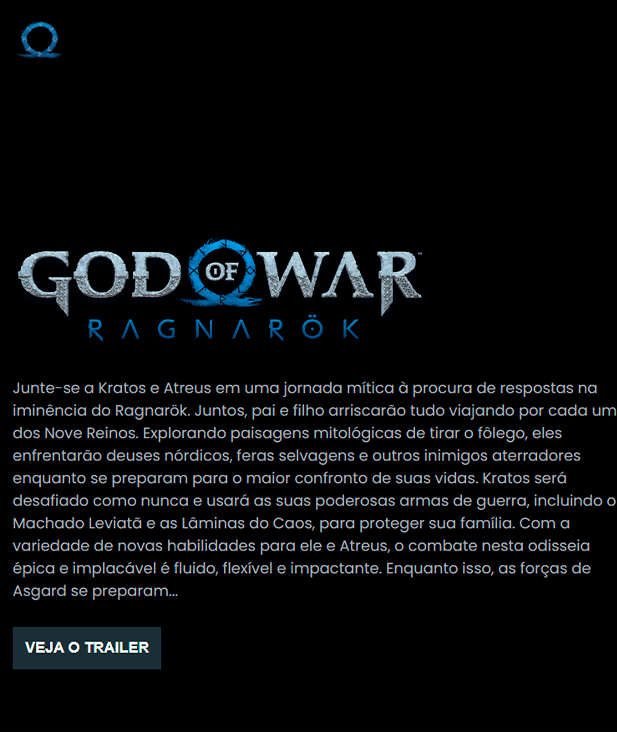 GOD OF WAR™
RAGNARÖK
Junte-se a Kratos e Atreus em uma jornada mítica à procura de respostas na
iminência do Ragnarök. Juntos, pai e filho arriscarão tudo viajando por cada um
dos Nove Reinos. Explorando paisagens mitológicas de tirar o fôlego, eles
enfrentarão deuses nórdicos, feras selvagens e outros inimigos aterradores
enquanto se preparam para o maior confronto de suas vidas. Kratos será
desafiado como nunca e usará as suas poderosas armas de guerra, incluindo o
Machado Leviatã e as Lâminas do Caos, para proteger sua família. Com a
variedade de novas habilidades para ele e Atreus, o combate nesta odisseia
épica e implacável é fluido, flexível e impactante. Enquanto isso, as forças de
Asgard se preparam...
VEJA O TRAILER